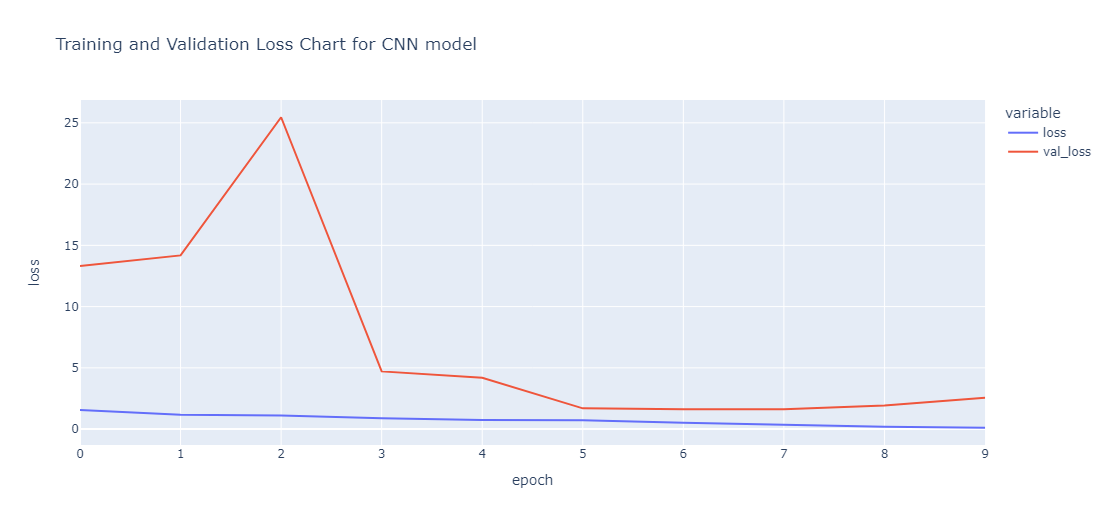 Training and Validation Loss Chart for CNN model
variable
loss
val_loss
25
20
15
10
5
0
loss
0 1 2 3 4 5 6 7 8 9
epoch